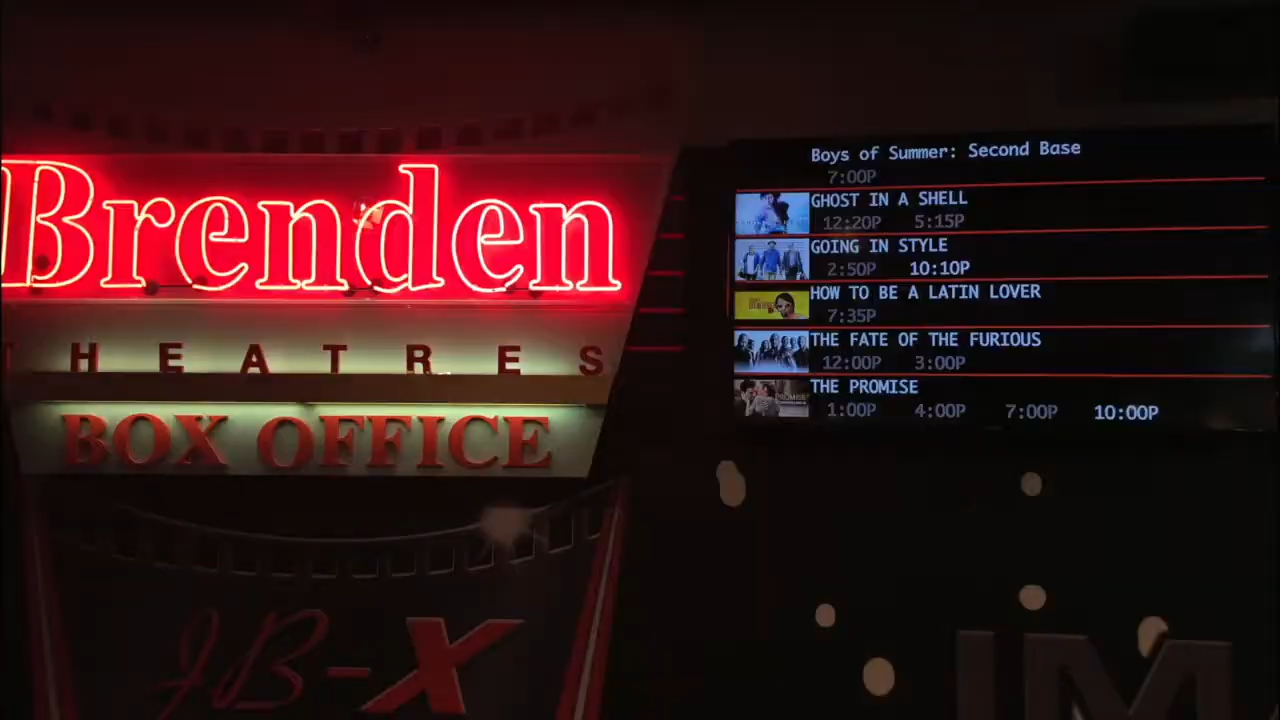 Brenden
THEATRES
BOX OFFICE
JB-X
Boys of Summer: Second Base
7:00P
GHOST IN A SHELL
12:20P 5:15P
GOING IN STYLE
2:50P 10:10P
HOW TO BE A LATIN LOVER
7:35P
THE FATE OF THE FURIOUS
12:00P 3:00P
THE PROMISE
1:00P 4:00P 7:00P 10:00P
IM